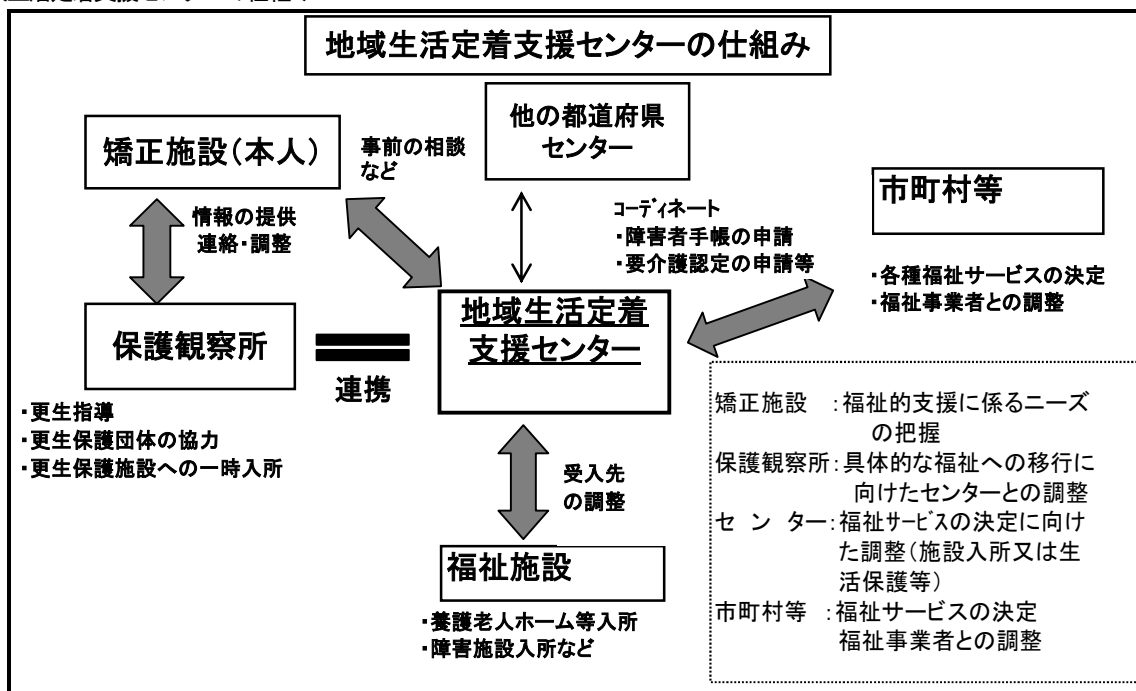 地域生活定着支援センターの仕組み
他の都道府県
センター
矯正施設（本人）
事前の相談
など
市町村等
情報の提供
連絡・調整
コーディネート
・障害者手帳の申請
・要介護認定の申請等
・各種福祉サービスの決定
・福祉事業者との調整
保護観察所
連携
地域生活定着
支援センター
・更生指導
・更生保護団体の協力
・更生保護施設への一時入所
受入先
の調整
福祉施設
・養護老人ホーム等入所
・障害施設入所など
矯正施設　：福祉的支援に係るニーズ
の把握
保護観察所：具体的な福祉への移行に
向けたセンターとの調整
セ ン ター：福祉サービスの決定に向け
た調整（施設入所又は生
活保護等）
市町村等　：福祉サービスの決定
福祉事業者との調整